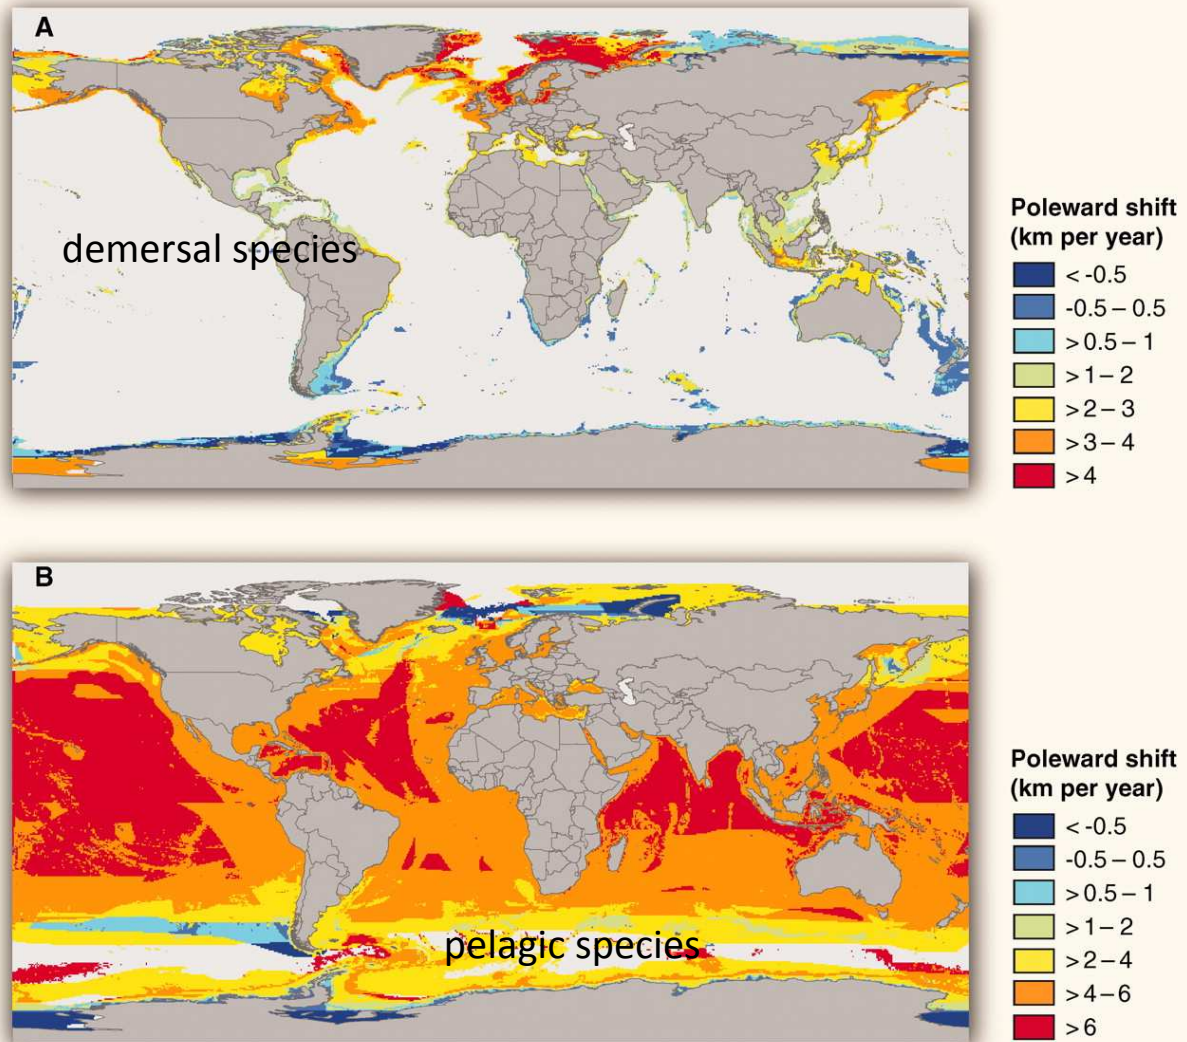 A
demersal species
Poleward shift
(km per year)
< -0.5
-0.5 – 0.5
> 0.5 – 1
> 1 – 2
> 2 – 3
> 3 – 4
> 4
B
pelagic species
Poleward shift
(km per year)
< -0.5
-0.5 – 0.5
> 0.5 – 1
> 1 – 2
> 2 – 4
> 4 – 6
> 6